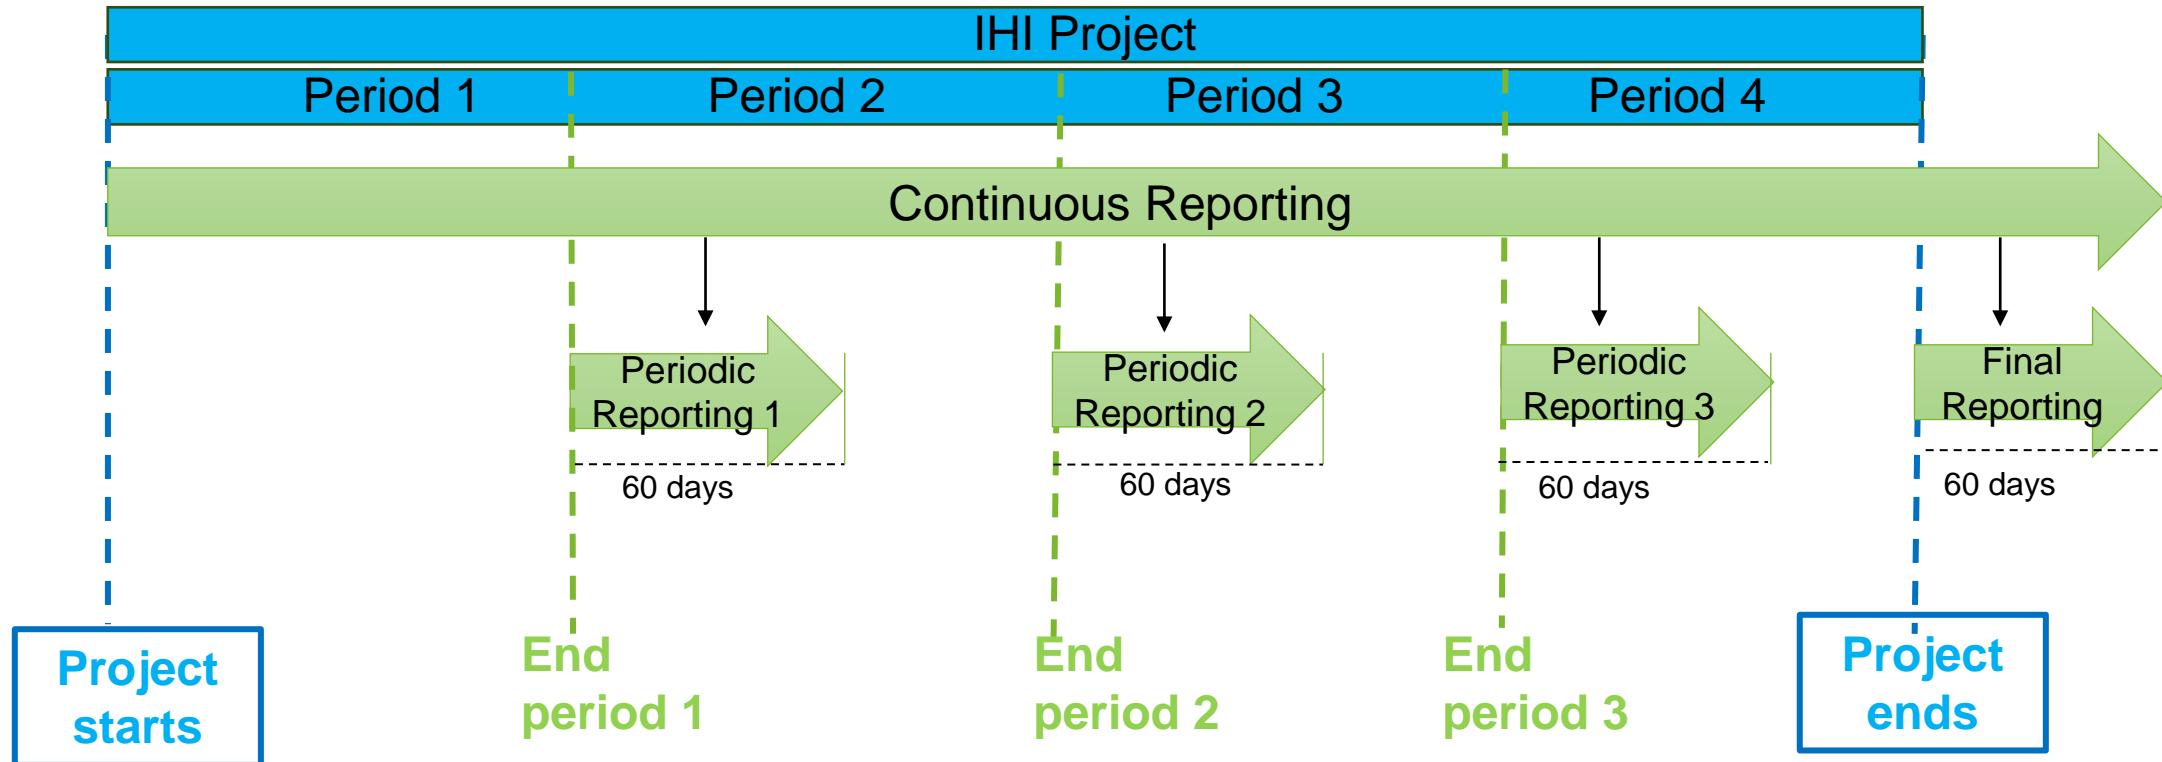 IHI Project
Period 1
Period 2
Period 3
Period 4
Continuous Reporting
Periodic
Reporting 1
Periodic
Reporting 2
Periodic
Reporting 3
Final
Reporting
60 days
60 days
60 days
60 days
Project
starts
End
period 1
End
period 2
End
period 3
Project
ends